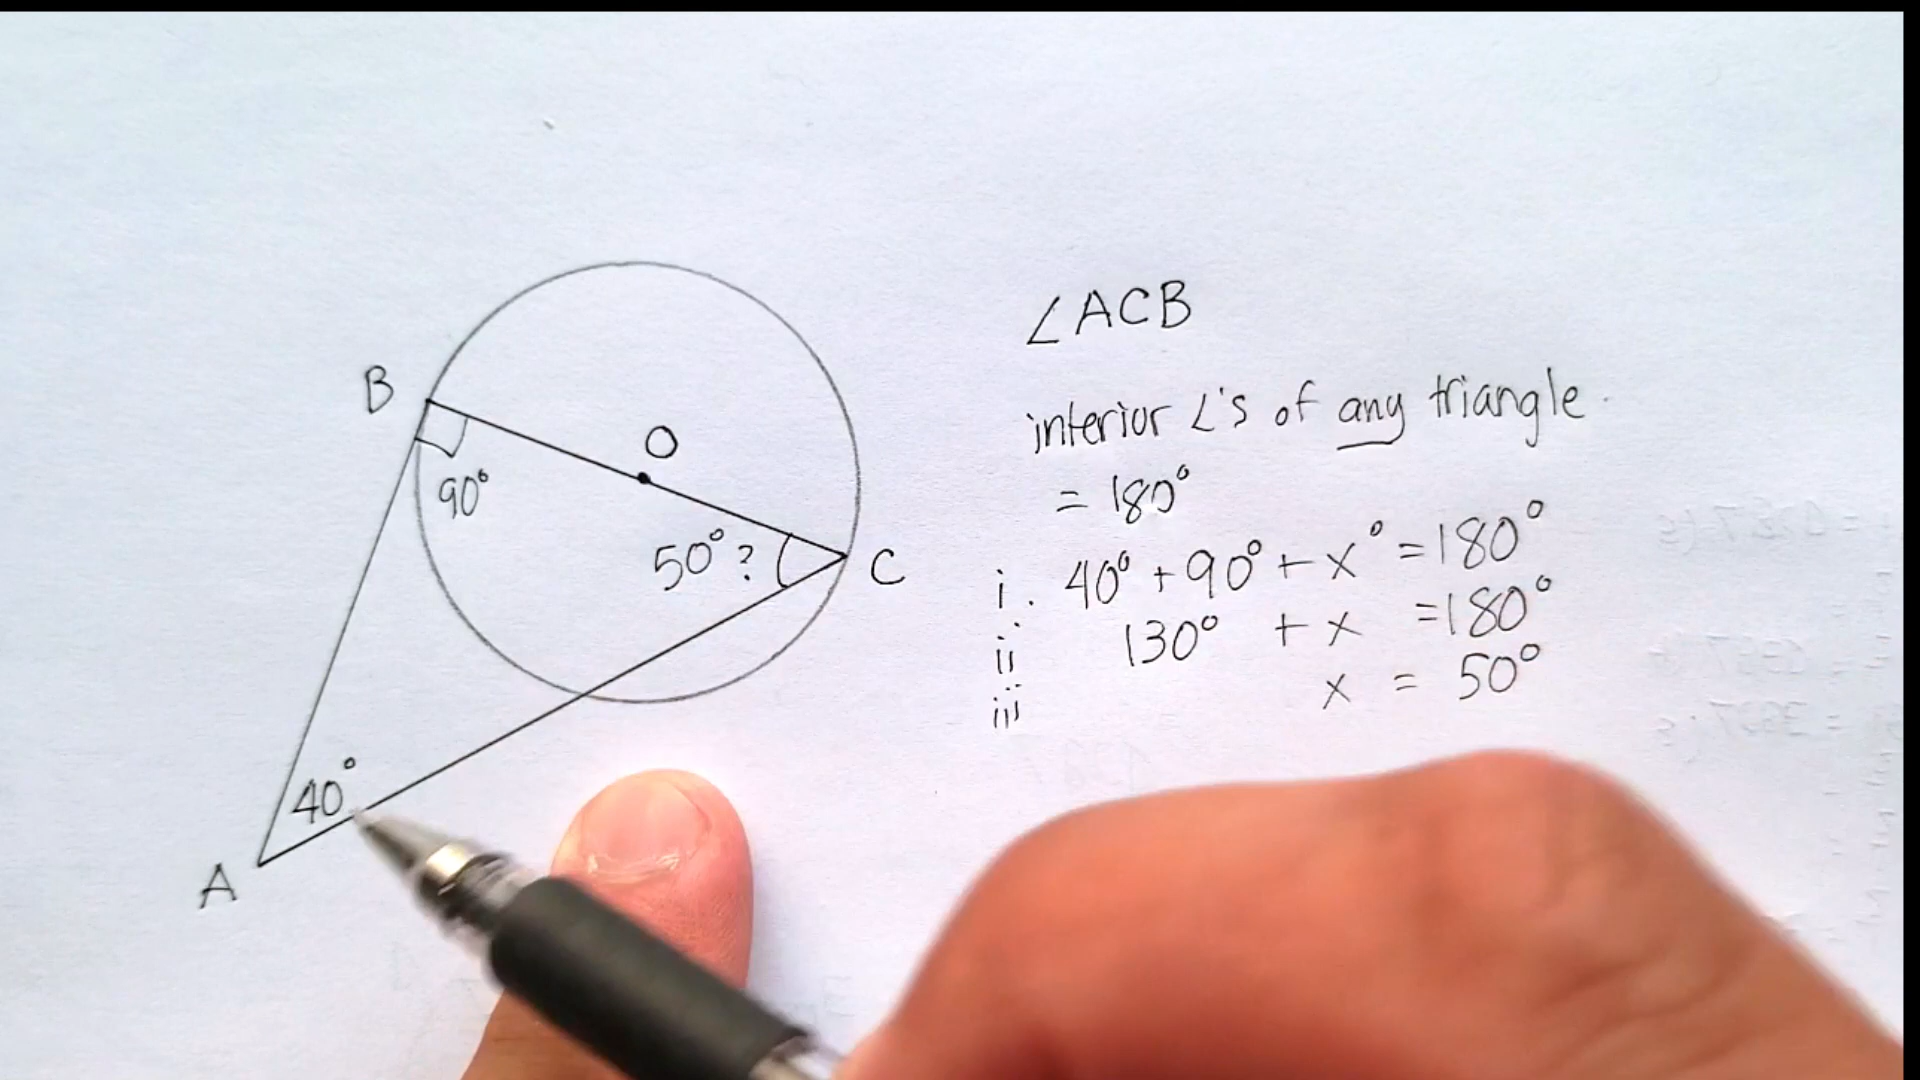 B
O
90°
50°?
C
40°
A
∠ACB
interior ∠'s of any triangle.
= 180°
i. 40° + 90° + x° = 180°
ii 130° + x = 180°
iii x = 50°